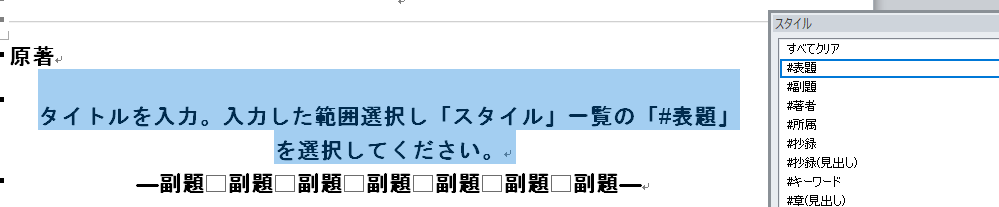 スタイル
原著
すべてクリア
#表題
#副題
#著者
#所属
#抄録
#抄録(見出し)
#キーワード
#章(見出し)
タイトルを入力。入力した範囲選択し「スタイル」一覧の「#表題」
を選択してください。
―副題□副題□副題□副題□副題□副題□副題―